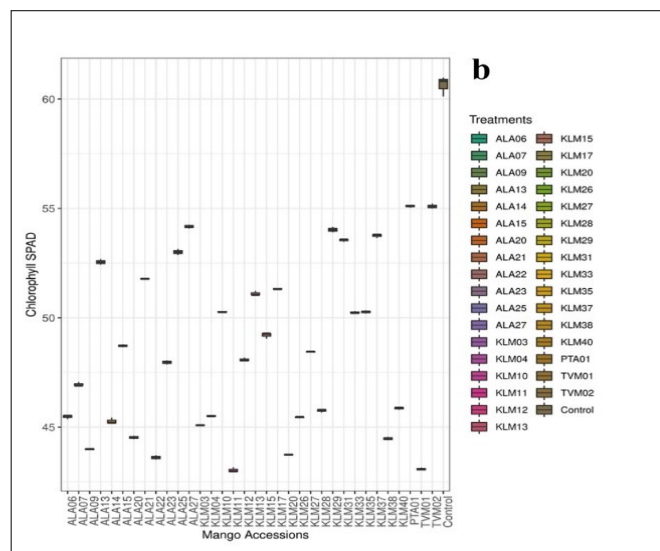 b
Chlorophyll SPAD
60
55
50
45
ALA06 ALA07 ALA09 ALA13 ALA14 ALA15 ALA20 ALA21 ALA22 ALA23 ALA25 ALA27 KLM03 KLM04 KLM10 KLM11 KLM12 KLM13 KLM15 KLM17 KLM20 KLM26 KLM27 KLM28 KLM29 KLM31 KLM33 KLM35 KLM37 KLM38 KLM40 PTA01 TVM01 TVM02 Control
Mango Accessions
Treatments
ALA06
ALA07
ALA09
ALA13
ALA14
ALA15
ALA20
ALA21
ALA22
ALA23
ALA25
ALA27
KLM03
KLM04
KLM10
KLM11
KLM12
KLM13
KLM15
KLM17
KLM20
KLM26
KLM27
KLM28
KLM29
KLM31
KLM33
KLM35
KLM37
KLM38
KLM40
PTA01
TVM01
TVM02
Control